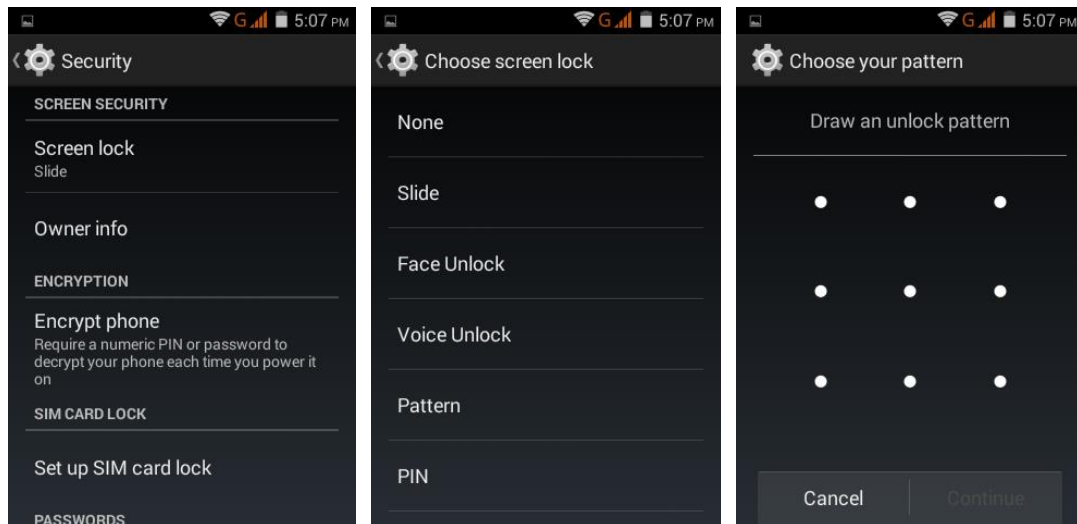 G 5:07 PM
Security
SCREEN SECURITY
Screen lock
Slide
Owner info
ENCRYPTION
Encrypt phone
Require a numeric PIN or password to
decrypt your phone each time you power it
on
SIM CARD LOCK
Set up SIM card lock
PASSWORDS
G 5:07 PM
Choose screen lock
None
Slide
Face Unlock
Voice Unlock
Pattern
PIN
G 5:07 PM
Choose your pattern
Draw an unlock pattern
Cancel Continue